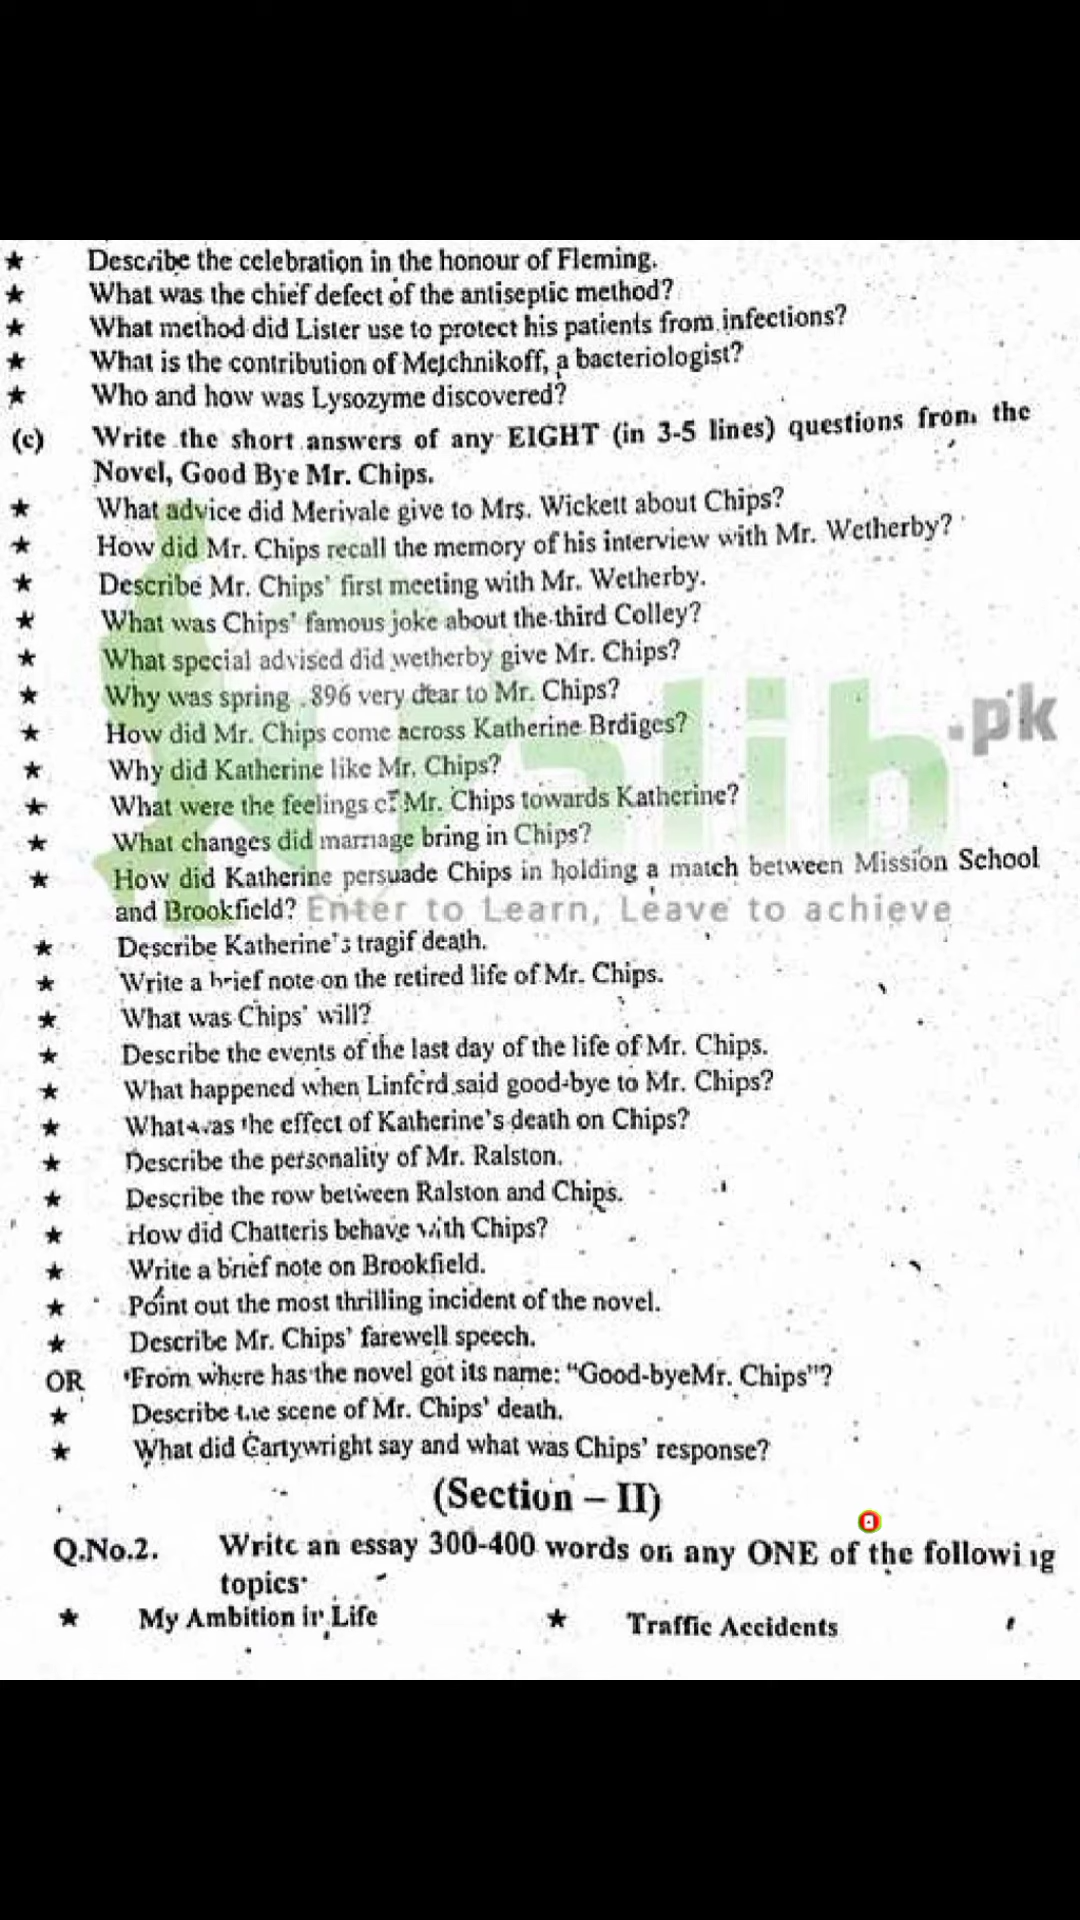 ★ Describe the celebration in the honour of Fleming.
★ What was the chief defect of the antiseptic method?
★ What method did Lister use to protect his patients from infections?
★ What is the contribution of Metchnikoff, a bacteriologist?
★ Who and how was Lysozyme discovered?
(c) Write the short answers of any EIGHT (in 3-5 lines) questions from the
Novel, Good Bye Mr. Chips.
★ What advice did Merivale give to Mrs. Wickett about Chips?
★ How did Mr. Chips recall the memory of his interview with Mr. Wetherby?
★ Describe Mr. Chips' first meeting with Mr. Wetherby.
★ What was Chips' famous joke about the third Colley?
★ What special advised did wetherby give Mr. Chips?
★ Why was spring 896 very dear to Mr. Chips?
★ How did Mr. Chips come across Katherine Brdiges?
★ Why did Katherine like Mr. Chips?
★ What were the feelings of Mr. Chips towards Katherine?
★ What changes did marriage bring in Chips?
★ How did Katherine persuade Chips in holding a match between Mission School
and Brookfield?
★ Describe Katherine's tragif death.
★ Write a brief note on the retired life of Mr. Chips.
★ What was Chips' will?
★ Describe the events of the last day of the life of Mr. Chips.
★ What happened when Linford said good-bye to Mr. Chips?
★ What was the effect of Katherine's death on Chips?
★ Describe the personality of Mr. Ralston.
★ Describe the row between Ralston and Chips.
★ How did Chatteris behave with Chips?
★ Write a brief note on Brookfield.
★ Point out the most thrilling incident of the novel.
★ Describe Mr. Chips' farewell speech.
OR From where has the novel got its name: "Good-byeMr. Chips"?
★ Describe the scene of Mr. Chips' death.
★ What did Cartywright say and what was Chips' response?
(Section – II)
Q.No.2. Write an essay 300-400 words on any ONE of the following
topics
★ My Ambition in Life ★ Traffic Accidents
alib.pk
Enter to Learn, Leave to achieve